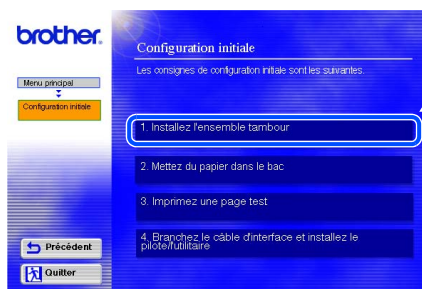 brother.
Configuration initiale
Les consignes de configuration initiale sont les suivantes.
Menu principal
Configuration initiale
1. Installez l'ensemble tambour
2. Mettez du papier dans le bac
3. Imprimez une page test
4. Branchez le câble d'interface et installez le
pilote/l'utilitaire
Précédent
Quitter